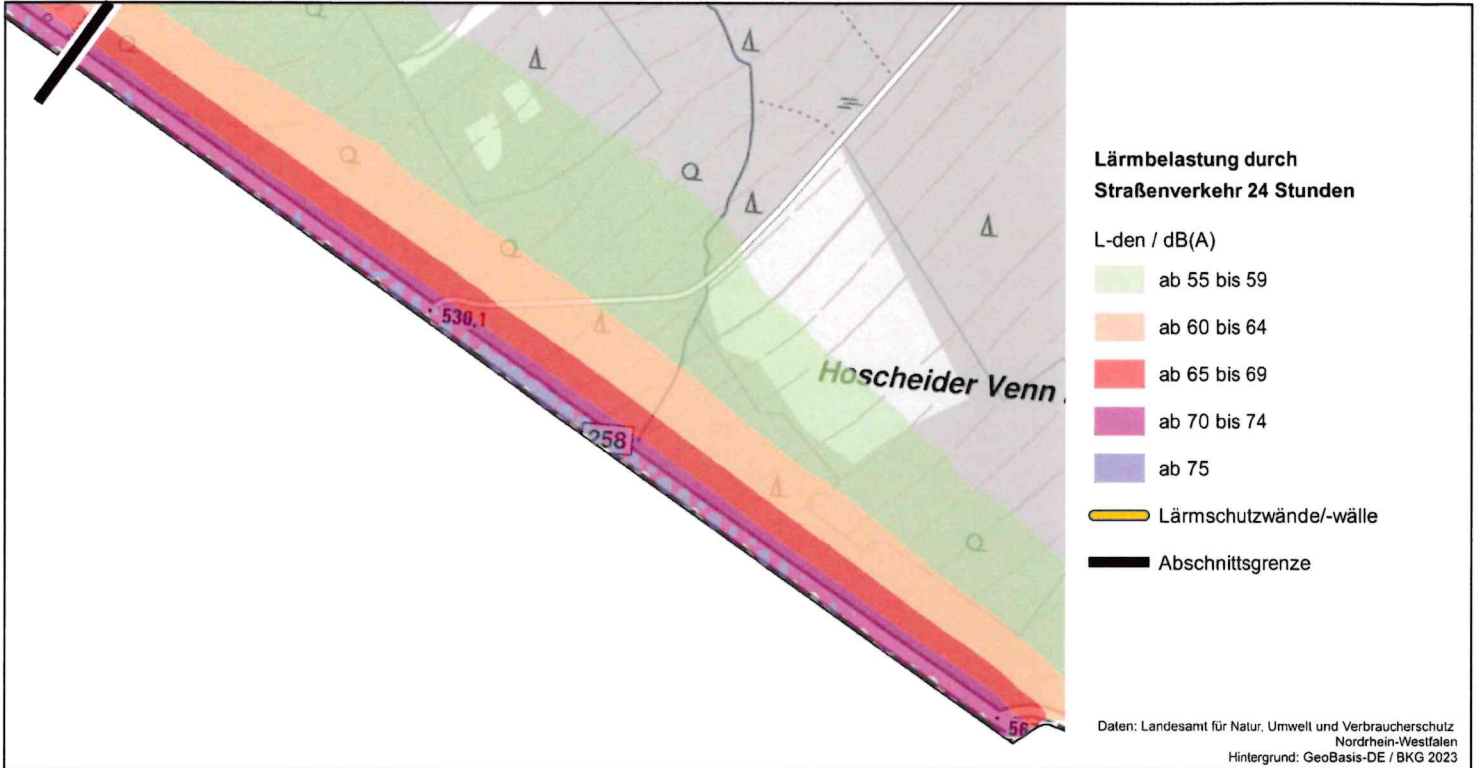 530,1
258
Hoscheider Venn
56
Lärmbelastung durch
Straßenverkehr 24 Stunden
L-den / dB(A)
ab 55 bis 59
ab 60 bis 64
ab 65 bis 69
ab 70 bis 74
ab 75
Lärmschutzwände/-wälle
Abschnittsgrenze
Daten: Landesamt für Natur, Umwelt und Verbraucherschutz
Nordrhein-Westfalen
Hintergrund: GeoBasis-DE / BKG 2023